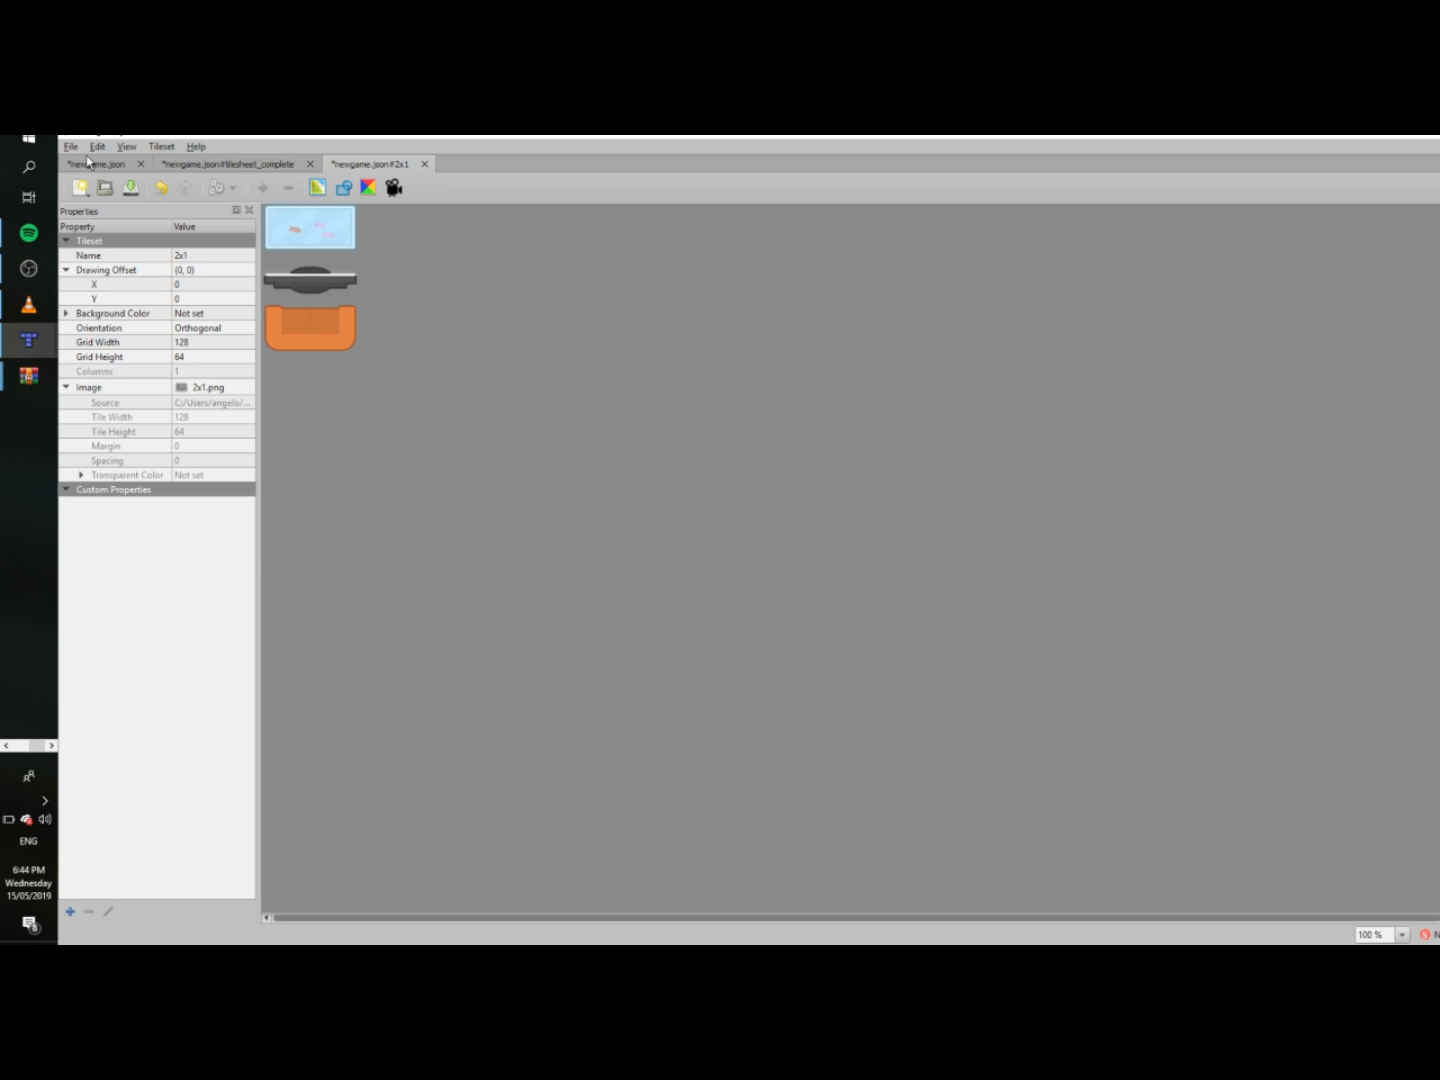 File Edit View Tileset Help
*newgame.json *newgame.json#tilesheet_complete *newgame.json#2x1
Properties
Property Value
Tileset
Name 2x1
Drawing Offset (0, 0)
X 0
Y 0
Background Color Not set
Orientation Orthogonal
Grid Width 128
Grid Height 64
Columns 1
Image 2x1.png
Source C:/Users/angelo/...
Tile Width 128
Tile Height 64
Margin 0
Spacing 0
Transparent Color Not set
Custom Properties
ENG
6:44 PM
Wednesday
15/05/2019
8
100 %
5 N